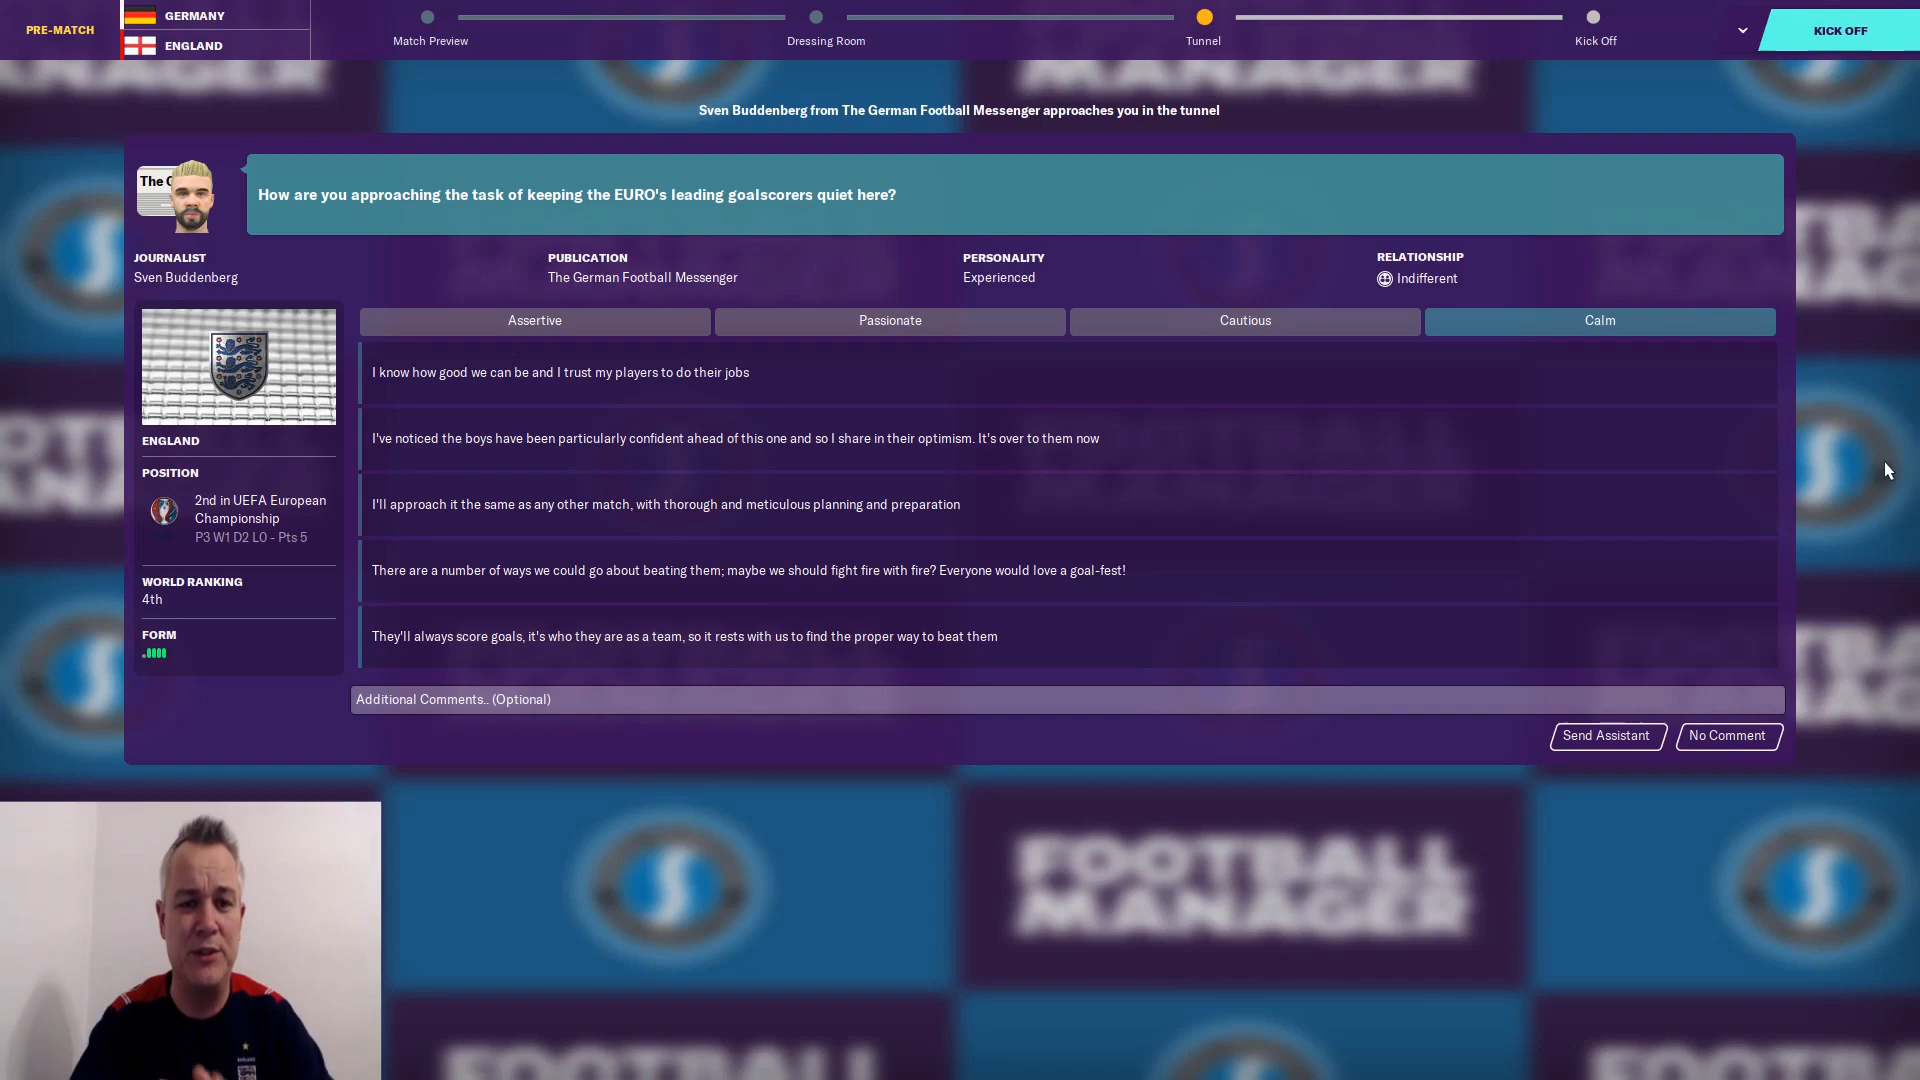 PRE-MATCH
GERMANY
ENGLAND
Match Preview
Dressing Room
Tunnel
Kick Off
KICK OFF
Sven Buddenberg from The German Football Messenger approaches you in the tunnel
The G
How are you approaching the task of keeping the EURO's leading goalscorers quiet here?
JOURNALIST
Sven Buddenberg
PUBLICATION
The German Football Messenger
PERSONALITY
Experienced
RELATIONSHIP
Indifferent
Assertive
Passionate
Cautious
Calm
I know how good we can be and I trust my players to do their jobs
I've noticed the boys have been particularly confident ahead of this one and so I share in their optimism. It's over to them now
I'll approach it the same as any other match, with thorough and meticulous planning and preparation
There are a number of ways we could go about beating them; maybe we should fight fire with fire? Everyone would love a goal-fest!
They'll always score goals, it's who they are as a team, so it rests with us to find the proper way to beat them
ENGLAND
POSITION
2nd in UEFA European
Championship
P3 W1 D2 L0 - Pts 5
WORLD RANKING
4th
FORM
Additional Comments.. (Optional)
Send Assistant
No Comment
FOOTBALL
MANAGER